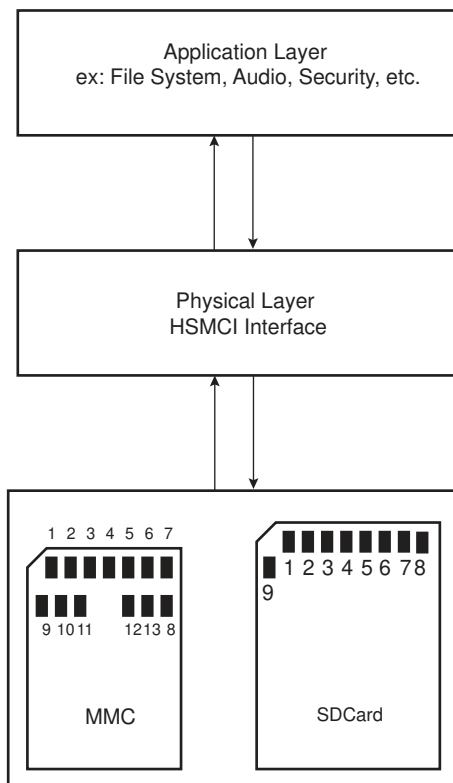 Application Layer
ex: File System, Audio, Security, etc.
Physical Layer
HSMCI Interface
1 2 3 4 5 6 7
9 10 11 12 13 8
MMC
1 2 3 4 5 6 7 8
9
SDCard